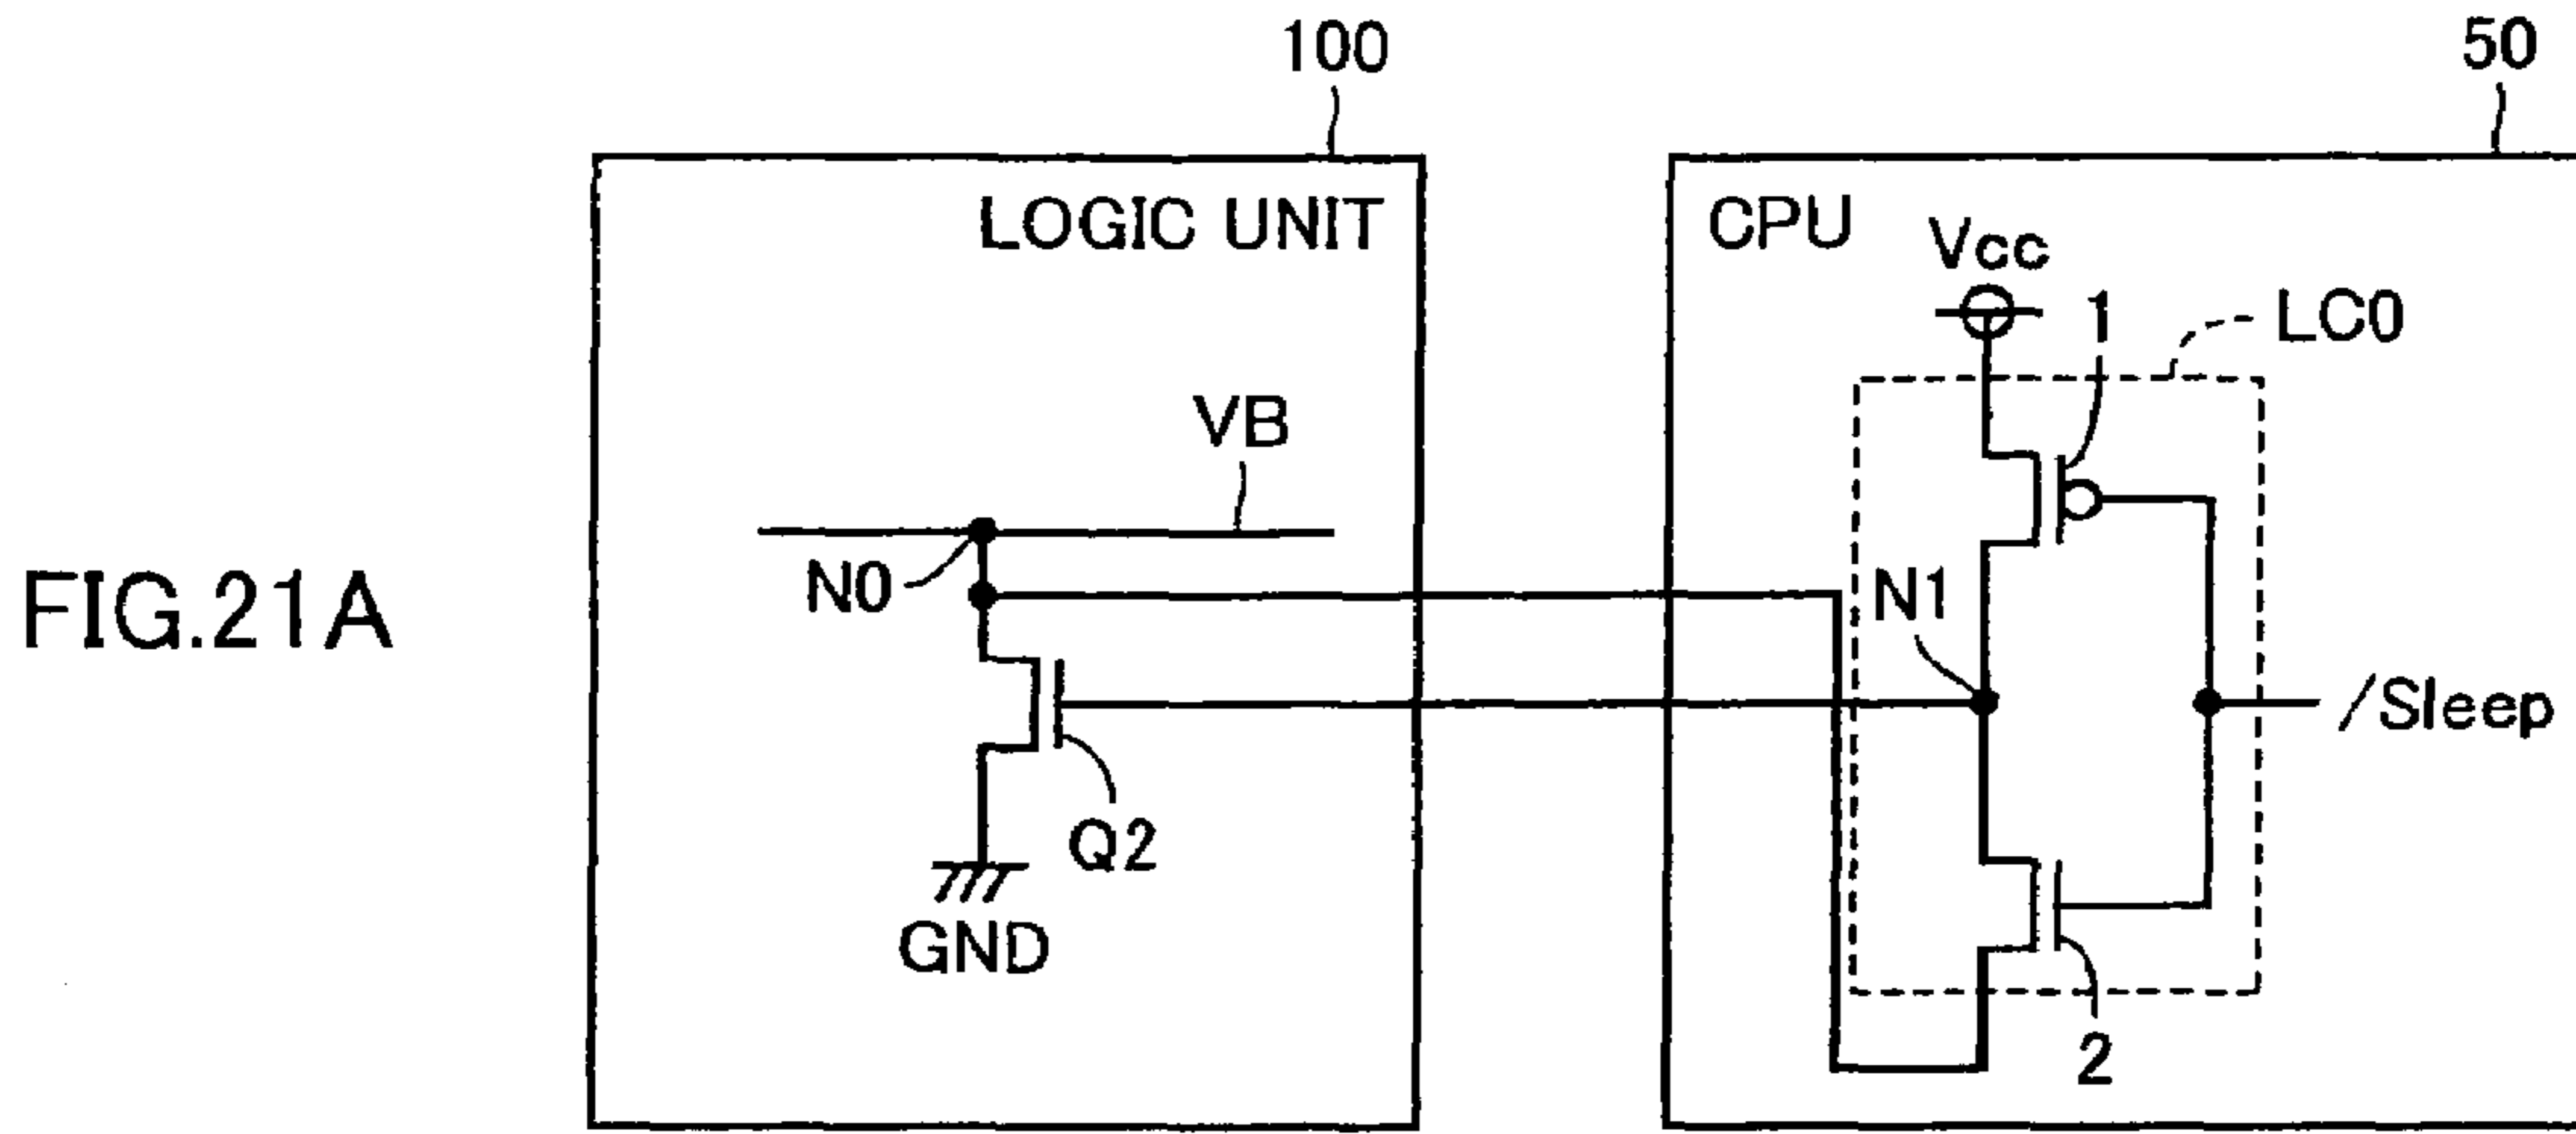 100
50
LOGIC UNIT
CPU
Vcc
1
LC0
VB
N0
N1
FIG.21A
/Sleep
Q2
GND
2